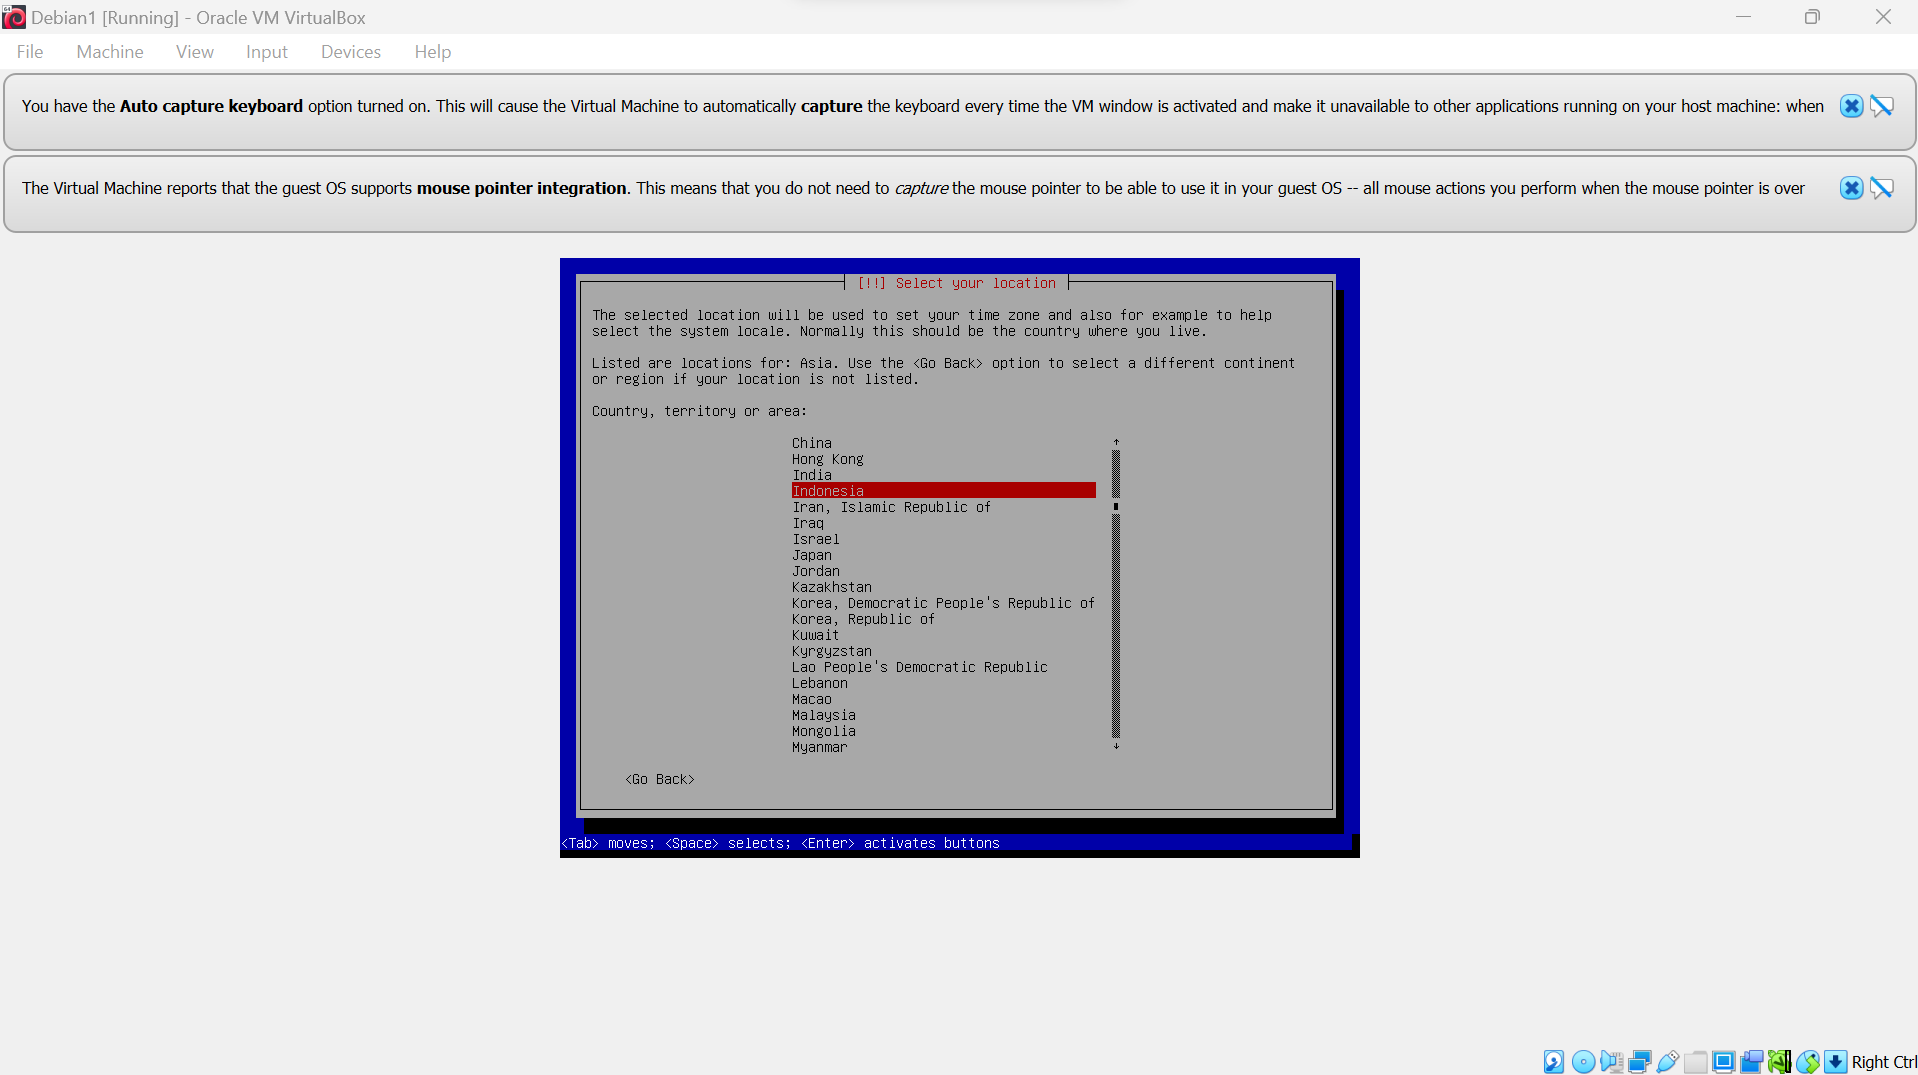 Debian1 [Running] - Oracle VM VirtualBox
File Machine View Input Devices Help
You have the Auto capture keyboard option turned on. This will cause the Virtual Machine to automatically capture the keyboard every time the VM window is activated and make it unavailable to other applications running on your host machine: when
The Virtual Machine reports that the guest OS supports mouse pointer integration. This means that you do not need to capture the mouse pointer to be able to use it in your guest OS -- all mouse actions you perform when the mouse pointer is over
[!!] Select your location
The selected location will be used to set your time zone and also for example to help
select the system locale. Normally this should be the country where you live.
Listed are locations for: Asia. Use the <Go Back> option to select a different continent
or region if your location is not listed.
Country, territory or area:
China
Hong Kong
India
Indonesia
Iran, Islamic Republic of
Iraq
Israel
Japan
Jordan
Kazakhstan
Korea, Democratic People's Republic of
Korea, Republic of
Kuwait
Kyrgyzstan
Lao People's Democratic Republic
Lebanon
Macao
Malaysia
Mongolia
Myanmar
<Go Back>
<Tab> moves; <Space> selects; <Enter> activates buttons
Right Ctrl